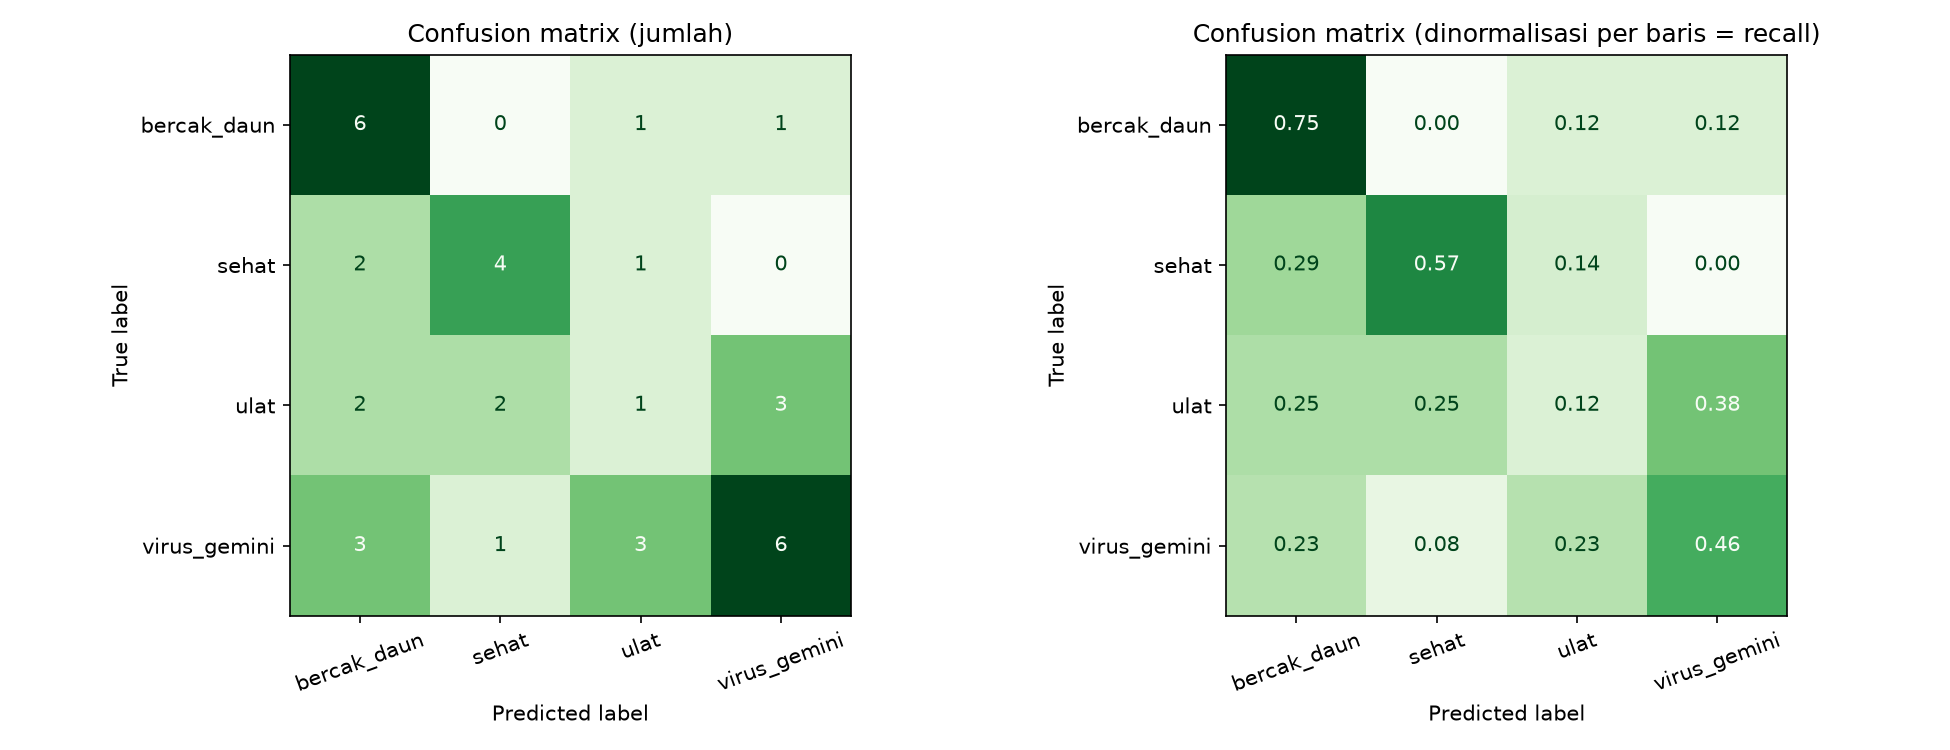 Confusion matrix (jumlah)
True label
bercak_daun 6 0 1 1
sehat 2 4 1 0
ulat 2 2 1 3
virus_gemini 3 1 3 6
bercak_daun sehat ulat virus_gemini
Predicted label
Confusion matrix (dinormalisasi per baris = recall)
True label
bercak_daun 0.75 0.00 0.12 0.12
sehat 0.29 0.57 0.14 0.00
ulat 0.25 0.25 0.12 0.38
virus_gemini 0.23 0.08 0.23 0.46
bercak_daun sehat ulat virus_gemini
Predicted label